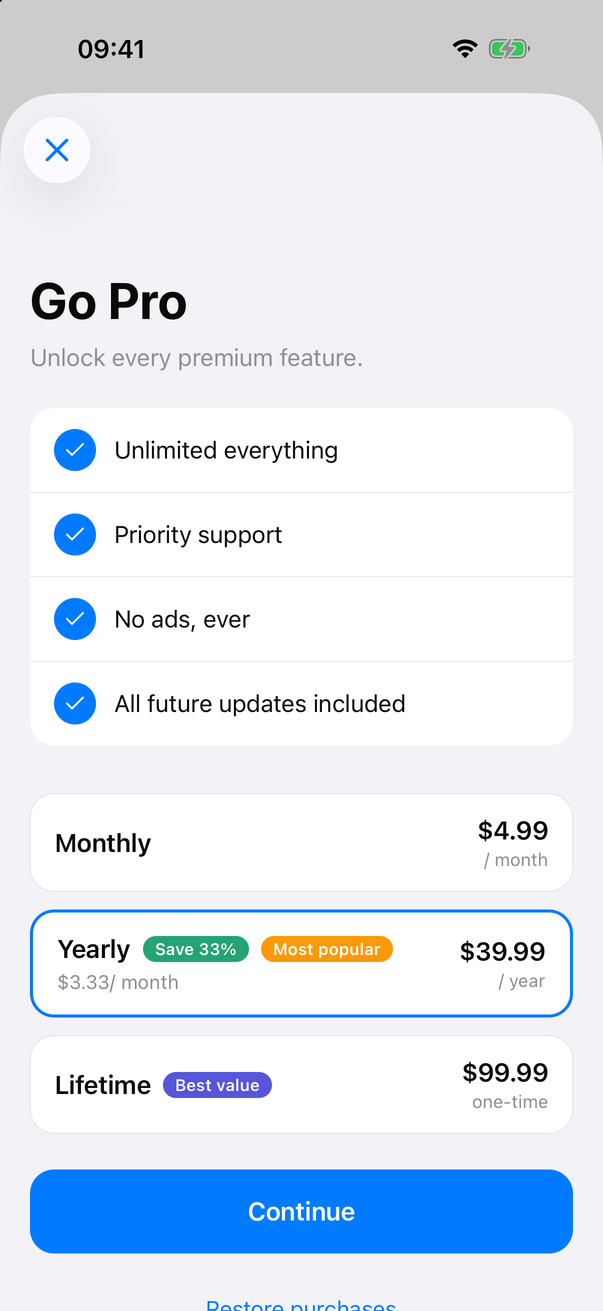 09:41
Go Pro
Unlock every premium feature.
Unlimited everything
Priority support
No ads, ever
All future updates included
Monthly
$4.99
/ month
Yearly Save 33% Most popular
$3.33/ month
$39.99
/ year
Lifetime Best value
$99.99
one-time
Continue
Restore purchases